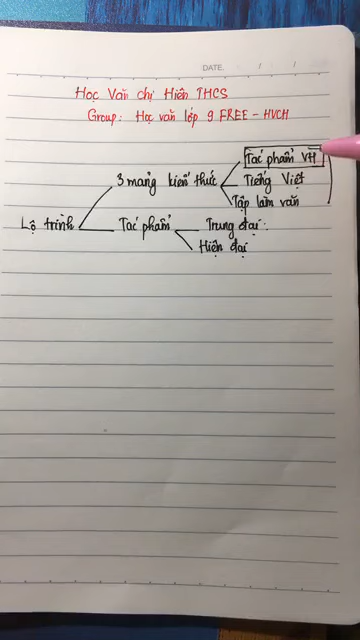 DATE. / /
Học Văn chị Hiên THCS
Group: Học văn lớp 9 FREE - HVCH
Tác phẩm VH
3 mảng kiến thức
Tiếng Việt
Tập làm văn
Lộ trình
Tác phẩm
Trung đại
Hiện đại